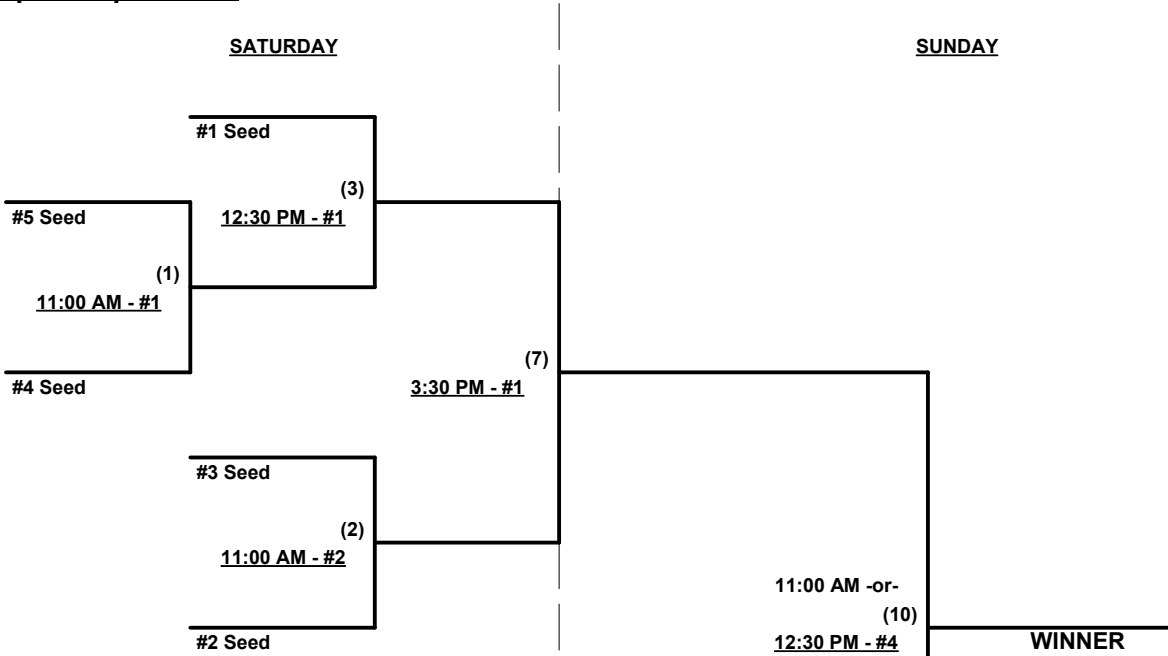 SATURDAY
SUNDAY
#1 Seed
(3)
#5 Seed
12:30 PM - #1
(1)
11:00 AM - #1
(7)
#4 Seed
3:30 PM - #1
#3 Seed
(2)
11:00 AM - #2
11:00 AM -or-
(10)
#2 Seed
12:30 PM - #4
WINNER